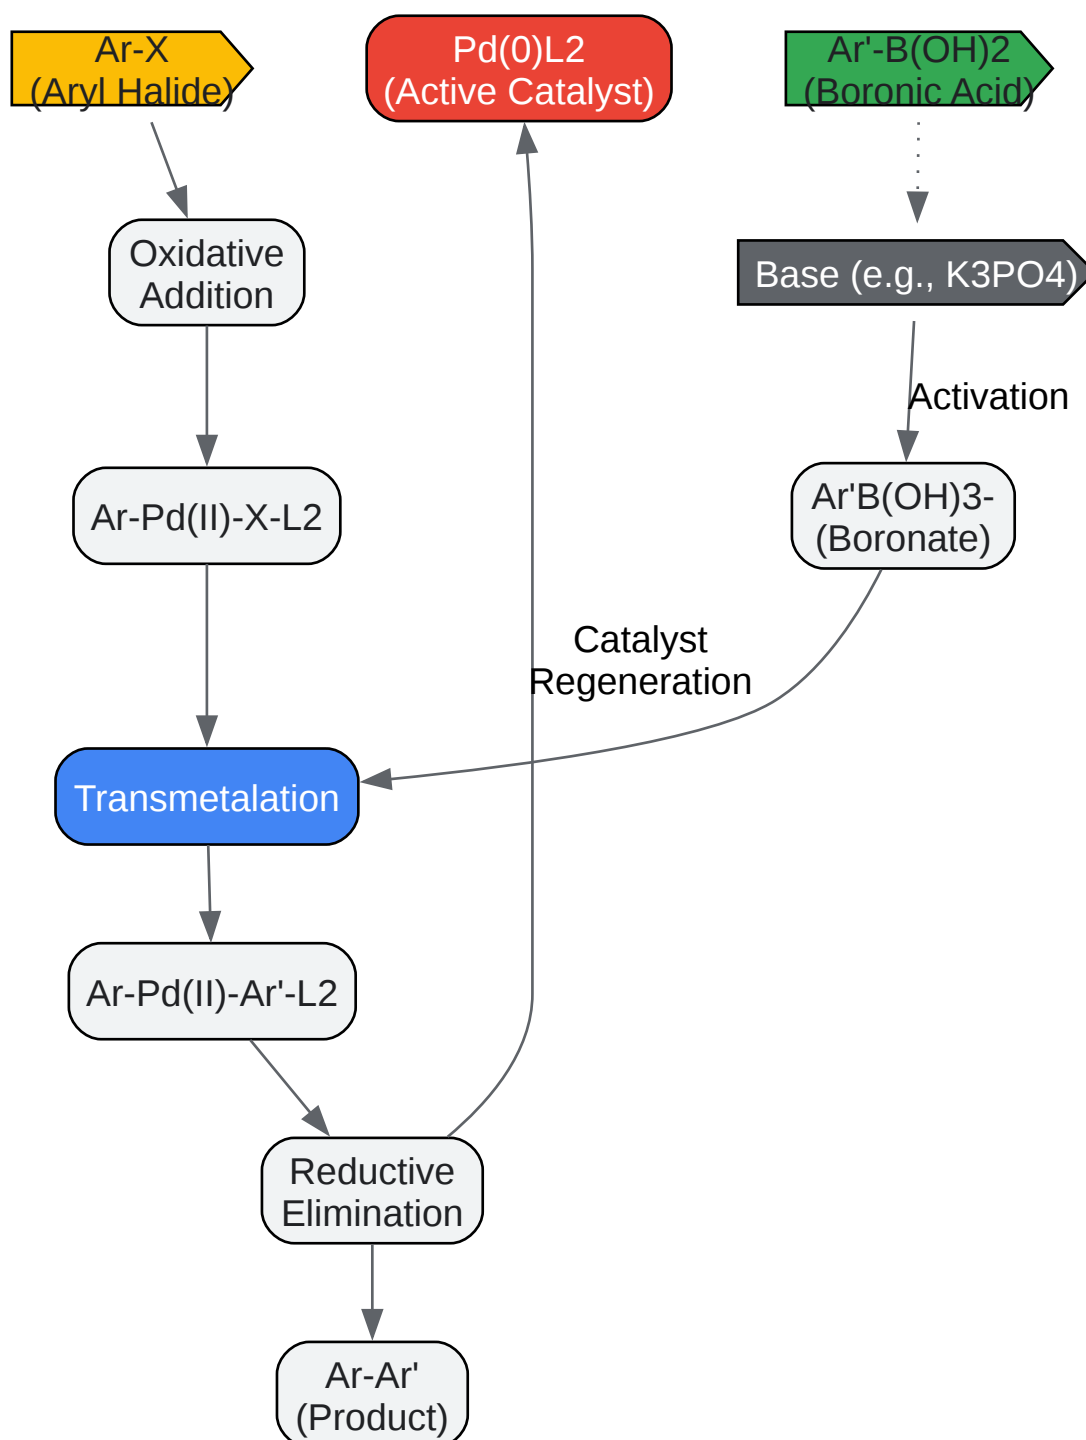 Ar-X
(Aryl Halide)
Pd(0)L2
(Active Catalyst)
Ar'-B(OH)2
(Boronic Acid)
Oxidative
Addition
Base (e.g., K3PO4)
Activation
Ar-Pd(II)-X-L2
Ar'B(OH)3-
(Boronate)
Catalyst
Regeneration
Transmetalation
Ar-Pd(II)-Ar'-L2
Reductive
Elimination
Ar-Ar'
(Product)